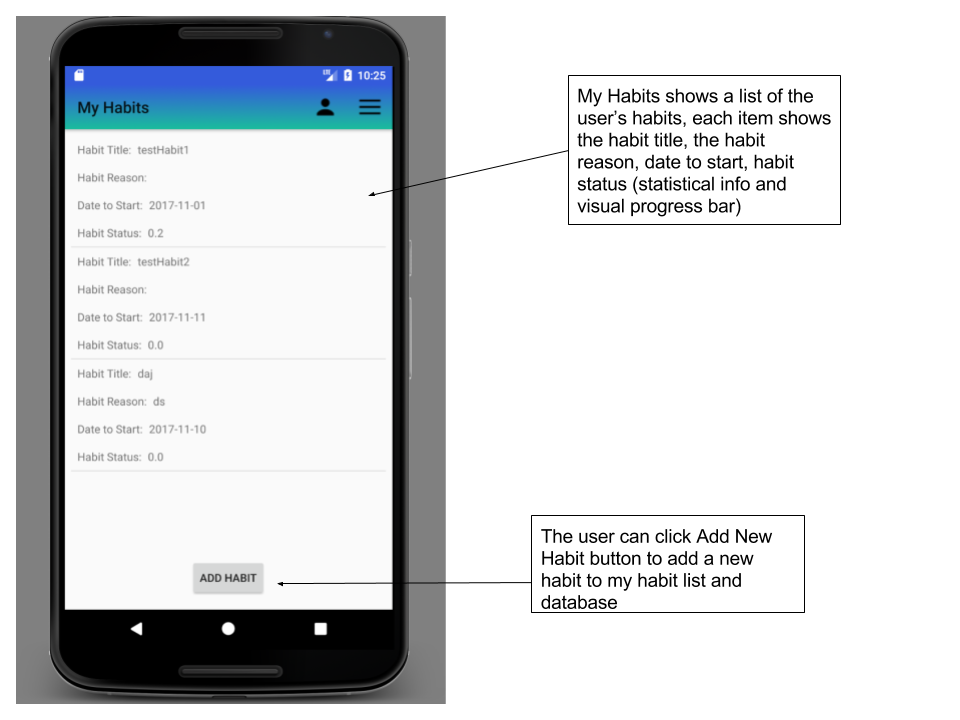 LTE 10:25
My Habits
Habit Title: testHabit1
Habit Reason:
Date to Start: 2017-11-01
Habit Status: 0.2
Habit Title: testHabit2
Habit Reason:
Date to Start: 2017-11-11
Habit Status: 0.0
Habit Title: daj
Habit Reason: ds
Date to Start: 2017-11-10
Habit Status: 0.0
ADD HABIT
My Habits shows a list of the
user’s habits, each item shows
the habit title, the habit
reason, date to start, habit
status (statistical info and
visual progress bar)
The user can click Add New
Habit button to add a new
habit to my habit list and
database